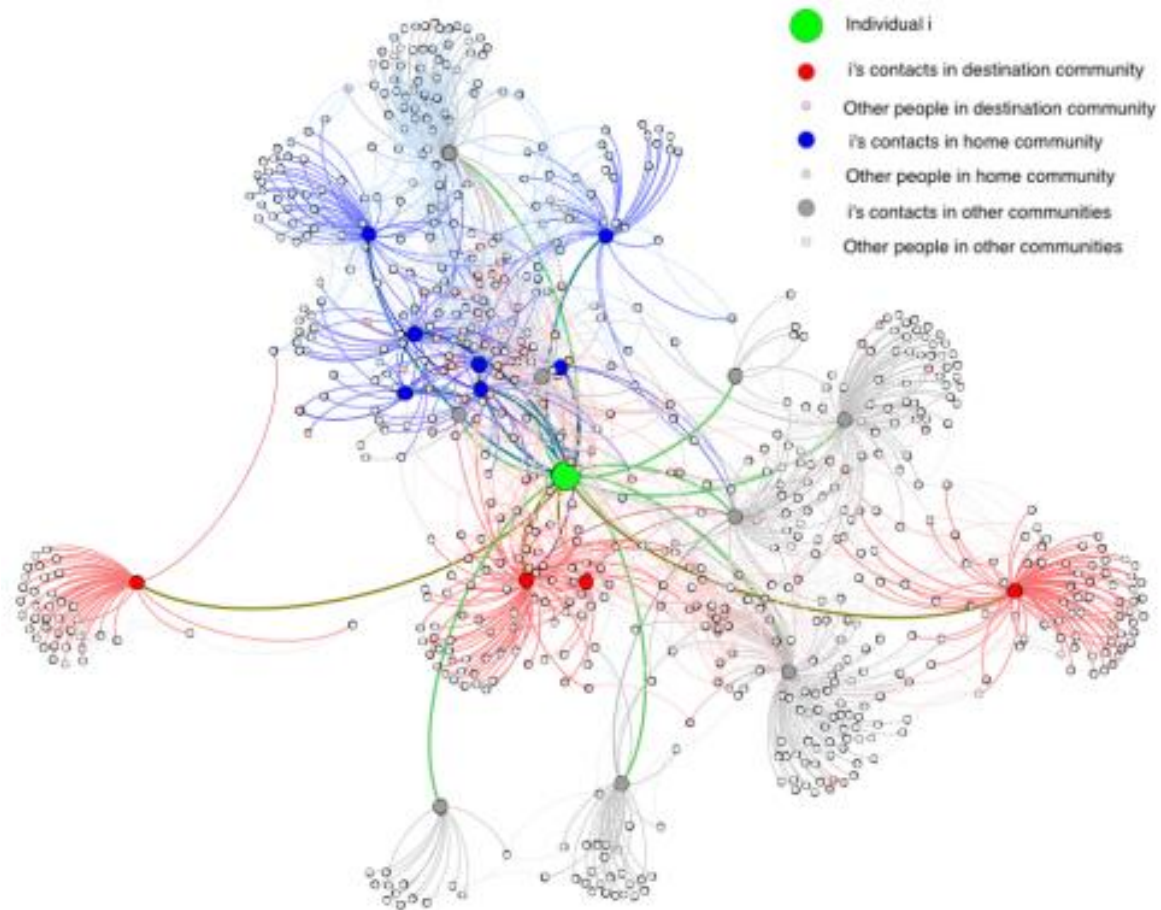 Individual i
i's contacts in destination community
Other people in destination community
i's contacts in home community
Other people in home community
i's contacts in other communities
Other people in other communities